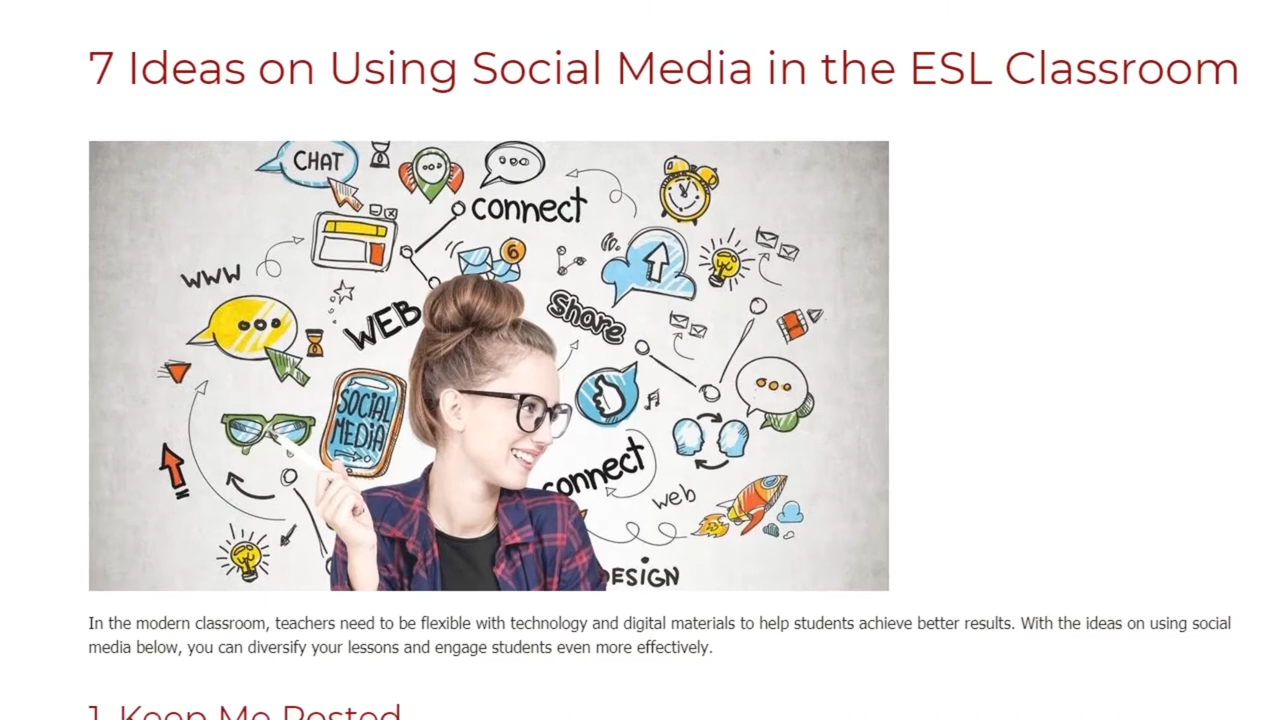 7 Ideas on Using Social Media in the ESL Classroom
CHAT
connect
6
WWW
WEB
share
SOCIAL
MEDIA
connect
web
ESIGN
In the modern classroom, teachers need to be flexible with technology and digital materials to help students achieve better results. With the ideas on using social
media below, you can diversify your lessons and engage students even more effectively.
1. Keep Me Posted